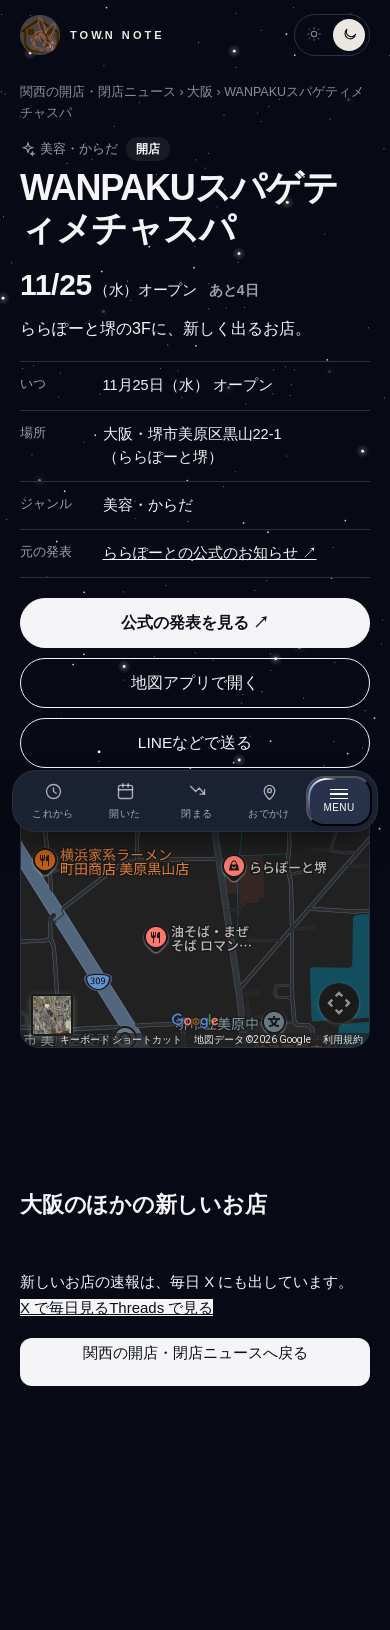 TOWN NOTE
関西の開店・閉店ニュース › 大阪 › WANPAKUスパゲティメ
チャスパ
美容・からだ 開店
WANPAKUスパゲテ
ィメチャスパ
11/25（水）オープン あと4日
ららぽーと堺の3Fに、新しく出るお店。
いつ 11月25日（水） オープン
場所 大阪・堺市美原区黒山22-1
（ららぽーと堺）
ジャンル 美容・からだ
元の発表 ららぽーとの公式のお知らせ ↗
公式の発表を見る ↗
地図アプリで開く
LINEなどで送る
これから 開いた 閉まる おでかけ MENU
横浜家系ラーメン
町田商店 美原黒山店
ららぽーと堺
油そば・まぜ
そば ロマン…
309
Google
立美原中
キーボード ショートカット 地図データ ©2026 Google 利用規約
大阪のほかの新しいお店
新しいお店の速報は、毎日 X にも出しています。
X で毎日見るThreads で見る
関西の開店・閉店ニュースへ戻る